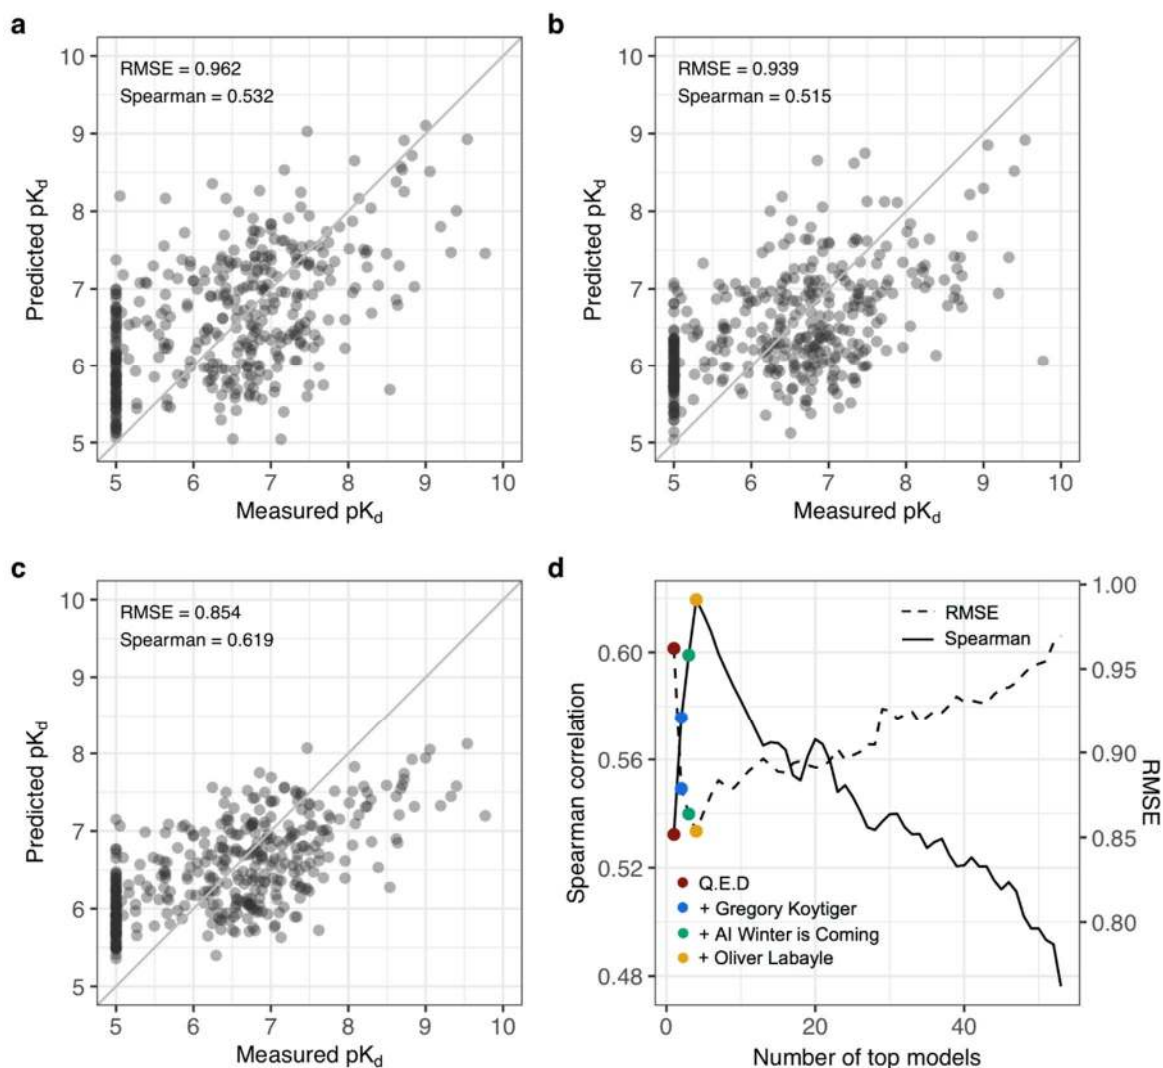 a
RMSE = 0.962
Spearman = 0.532
10
9
8
7
6
5
Predicted pKd
5 6 7 8 9 10
Measured pKd
b
RMSE = 0.939
Spearman = 0.515
10
9
8
7
6
5
Predicted pKd
5 6 7 8 9 10
Measured pKd
c
RMSE = 0.854
Spearman = 0.619
10
9
8
7
6
5
Predicted pKd
5 6 7 8 9 10
Measured pKd
d
RMSE
Spearman
0.60
0.56
0.52
0.48
Spearman correlation
1.00
0.95
0.90
0.85
0.80
RMSE
Q.E.D
+ Gregory Koytiger
+ AI Winter is Coming
+ Oliver Labayle
0 20 40
Number of top models